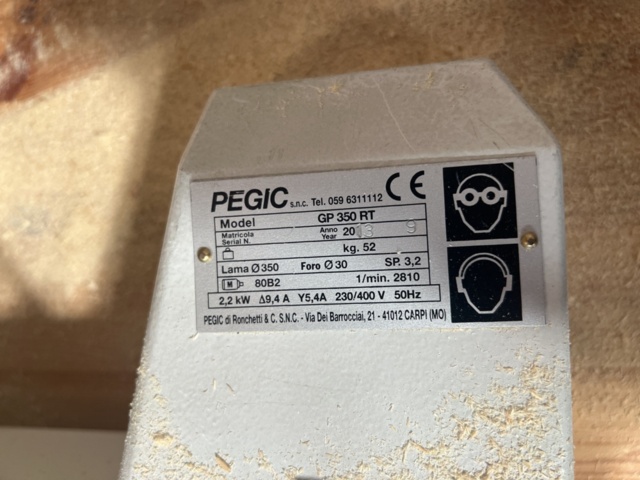 PEGIC s.n.c. Tel. 059 6311112 CE
Model GP 350 RT
Matricola Serial N. Anno Year 2013 9
kg. 52
Lama Ø 350 Foro Ø 30 SP. 3,2
M 80B2 1/min. 2810
2,2 kW Δ9,4 A Y5,4A 230/400 V 50Hz
PEGIC di Ronchetti & C. S.N.C. - Via Dei Barrocciai, 21 - 41012 CARPI (MO)